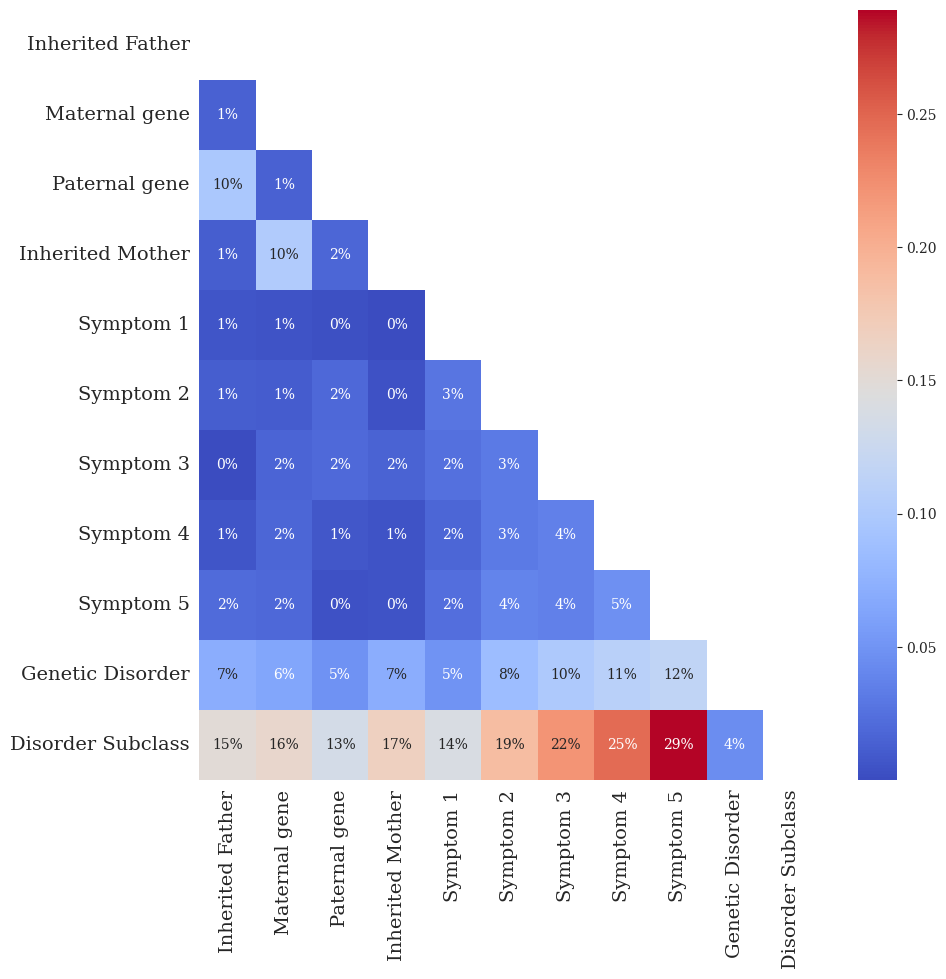 Inherited Father
Maternal gene 1%
Paternal gene 10% 1%
Inherited Mother 1% 10% 2%
Symptom 1 1% 1% 0% 0%
Symptom 2 1% 1% 2% 0% 3%
Symptom 3 0% 2% 2% 2% 2% 3%
Symptom 4 1% 2% 1% 1% 2% 3% 4%
Symptom 5 2% 2% 0% 0% 2% 4% 4% 5%
Genetic Disorder 7% 6% 5% 7% 5% 8% 10% 11% 12%
Disorder Subclass 15% 16% 13% 17% 14% 19% 22% 25% 29% 4%
Inherited Father
Maternal gene
Paternal gene
Inherited Mother
Symptom 1
Symptom 2
Symptom 3
Symptom 4
Symptom 5
Genetic Disorder
Disorder Subclass
0.25
0.20
0.15
0.10
0.05